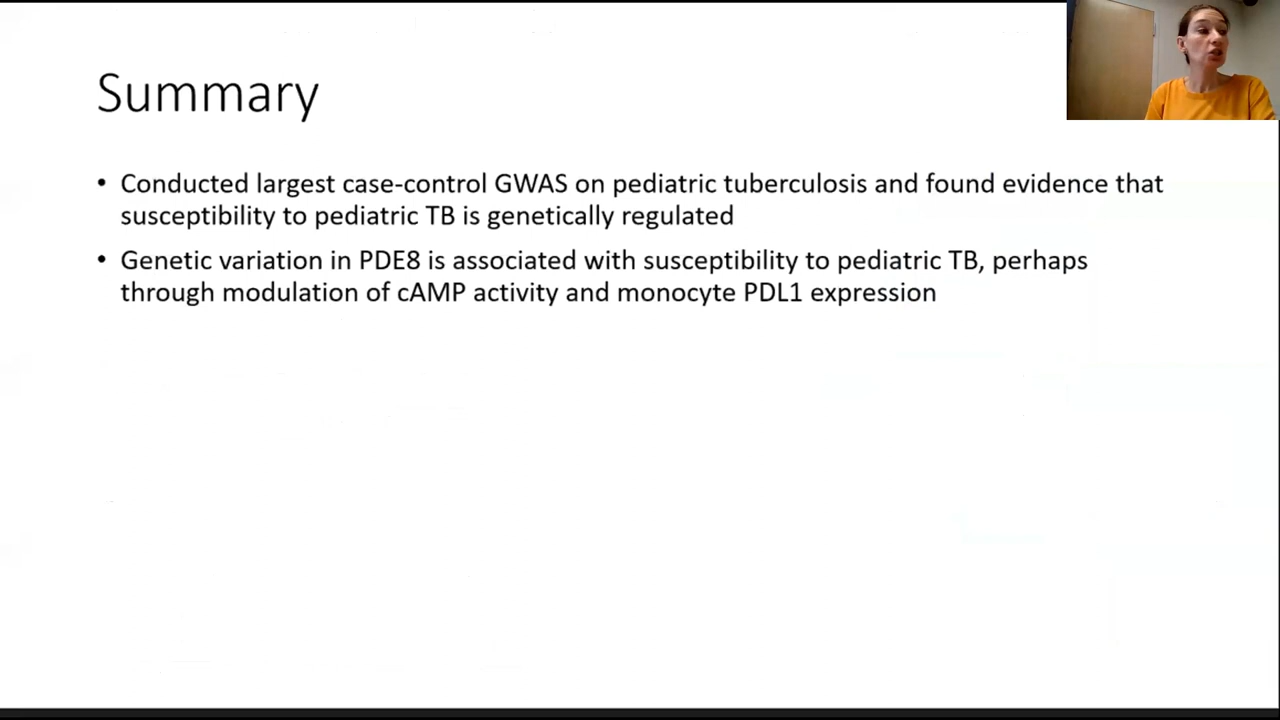 Summary
• Conducted largest case-control GWAS on pediatric tuberculosis and found evidence that
susceptibility to pediatric TB is genetically regulated
• Genetic variation in PDE8 is associated with susceptibility to pediatric TB, perhaps
through modulation of cAMP activity and monocyte PDL1 expression